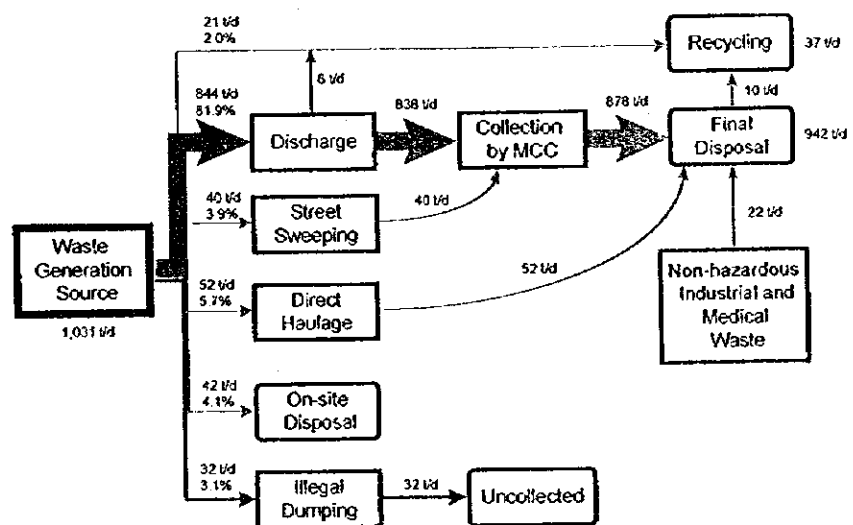 21 t/d
2.0%
Recycling
37 t/d
6 t/d
10 t/d
844 t/d
81.9%
Discharge
838 t/d
Collection
by MCC
878 t/d
Final
Disposal
942 t/d
40 t/d
3.9%
Street
Sweeping
40 t/d
22 t/d
Waste
Generation
Source
1,031 t/d
52 t/d
5.7%
Direct
Haulage
52 t/d
Non-hazardous
Industrial and
Medical
Waste
42 t/d
4.1%
On-site
Disposal
32 t/d
3.1%
Illegal
Dumping
32 t/d
Uncollected